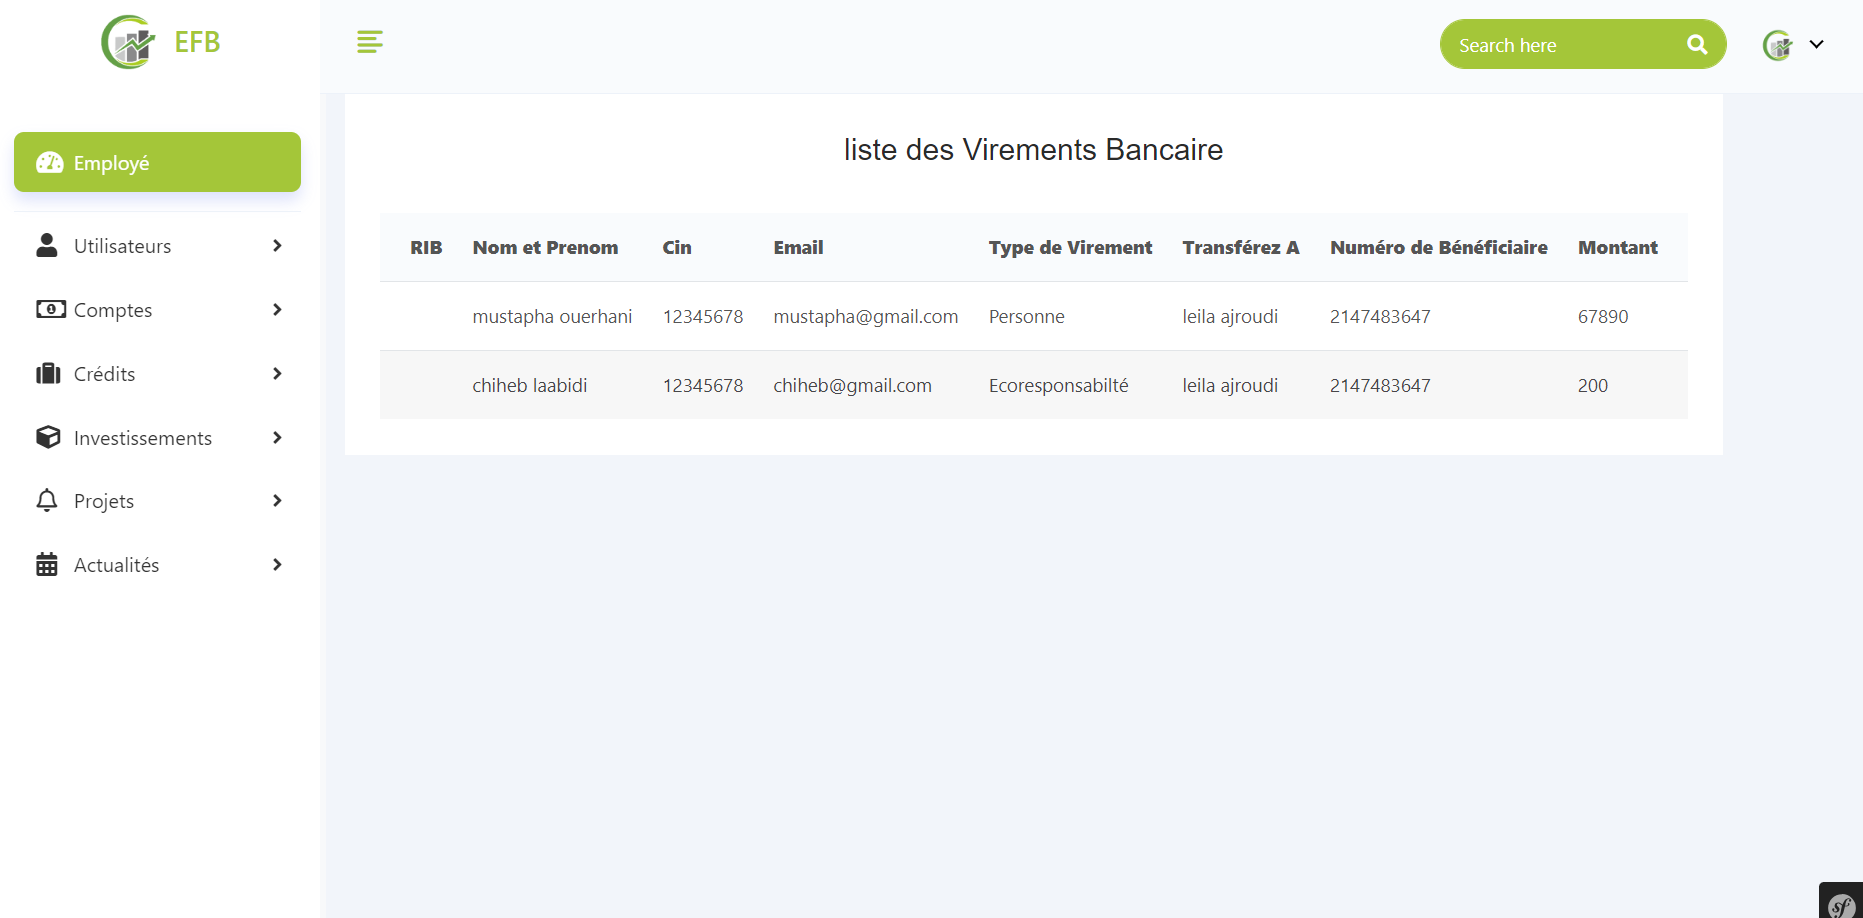 EFB
Search here
Employé
Utilisateurs
Comptes
Crédits
Investissements
Projets
Actualités
liste des Virements Bancaire
RIB Nom et Prenom Cin Email Type de Virement Transférez A Numéro de Bénéficiaire Montant
mustapha ouerhani 12345678 mustapha@gmail.com Personne leila ajroudi 2147483647 67890
chiheb laabidi 12345678 chiheb@gmail.com Ecoresponsabilté leila ajroudi 2147483647 200
sf